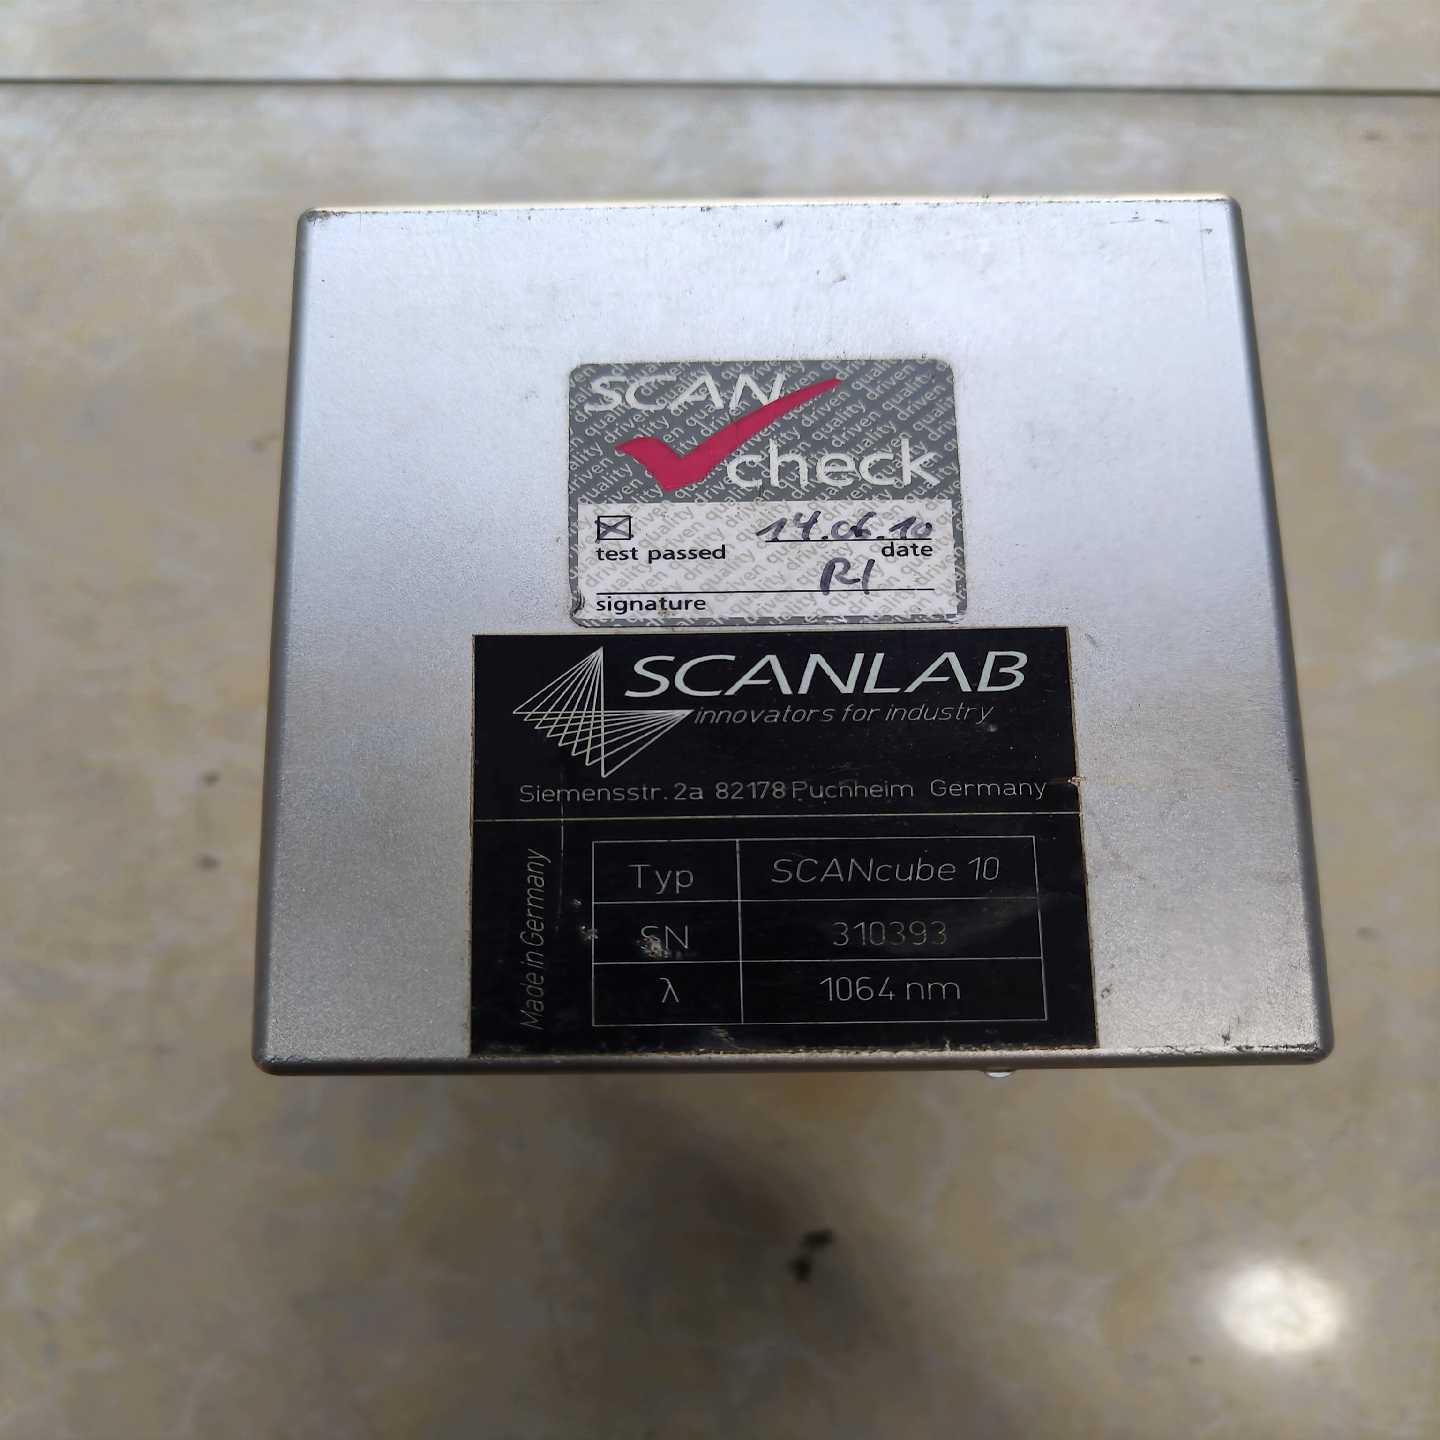 SCAN
check
test passed
14.06.10
date
RI
signature
SCANLAB
innovators for industry
Siemensstr. 2a 82178 Puchheim Germany
Made in Germany
Typ SCANcube 10
SN 310393
λ 1064 nm